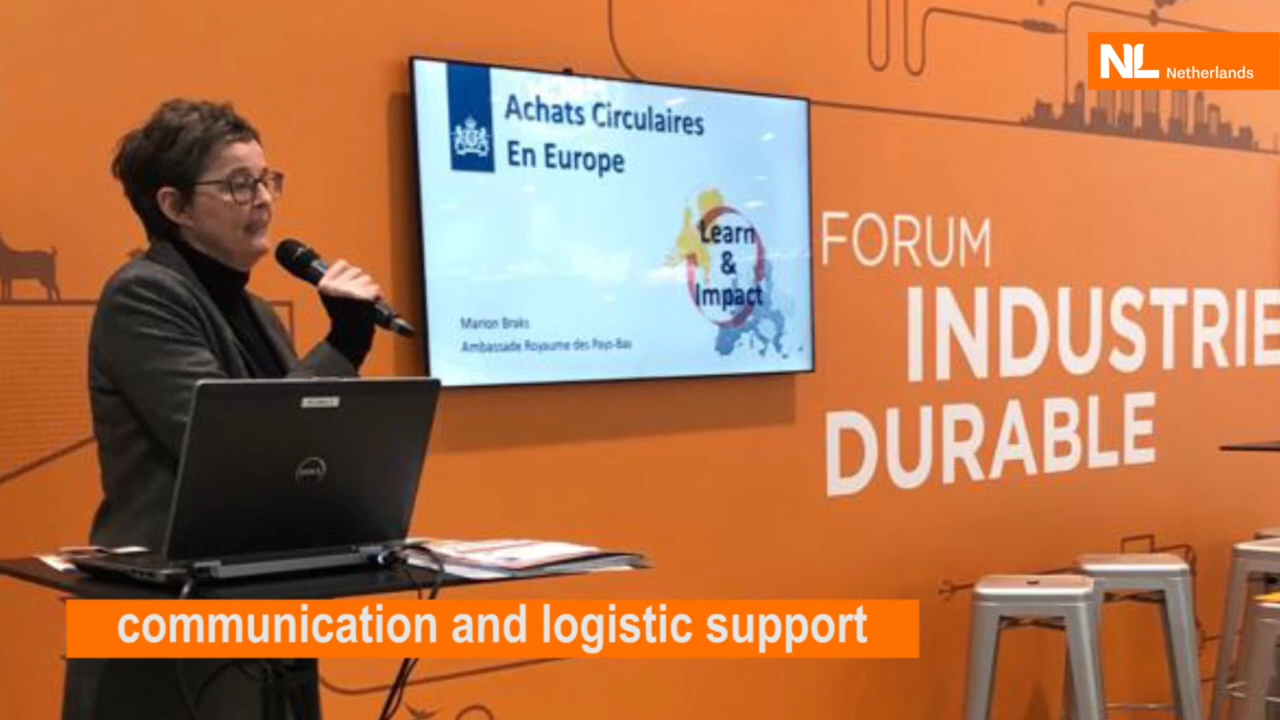 NL Netherlands
Achats Circulaires
En Europe
Learn
&
Impact
Marion Braks
Ambassade Royaume des Pays-Bas
FORUM
INDUSTRIE
DURABLE
DELL
communication and logistic support